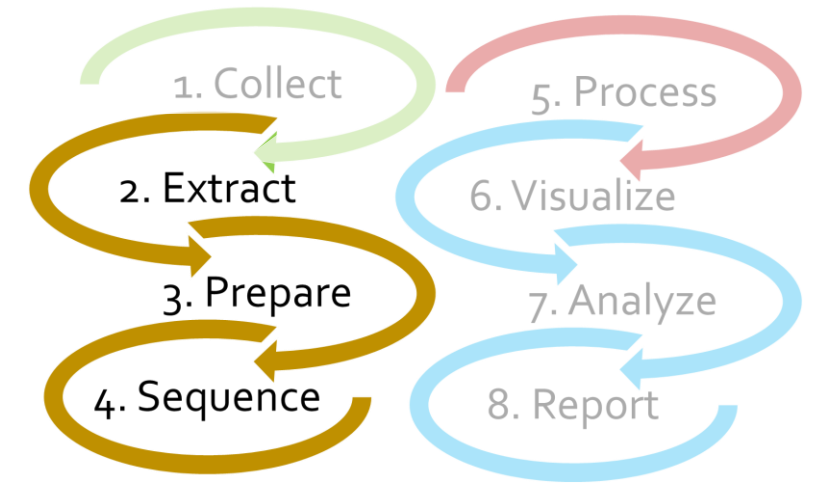 1. Collect
2. Extract
3. Prepare
4. Sequence
5. Process
6. Visualize
7. Analyze
8. Report